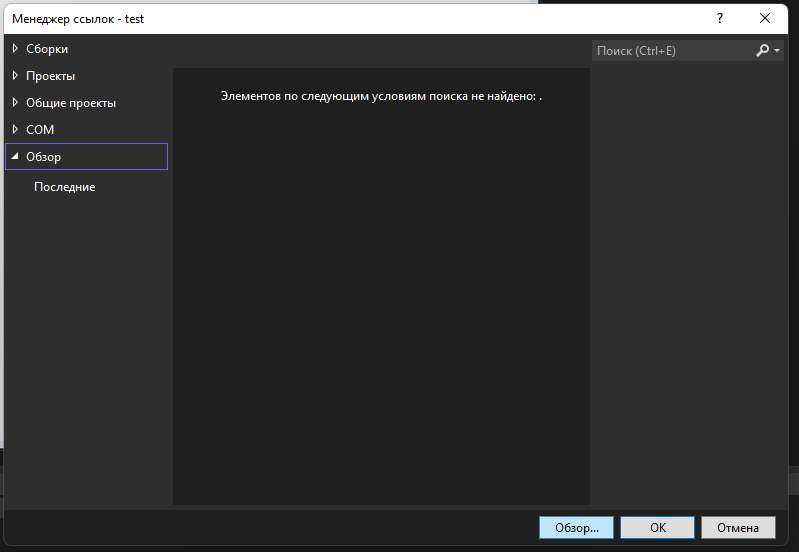 Менеджер ссылок - test
?
Сборки
Поиск (Ctrl+E)
Проекты
Элементов по следующим условиям поиска не найдено: .
Общие проекты
COM
Обзор
Последние
Обзор...
OK
Отмена